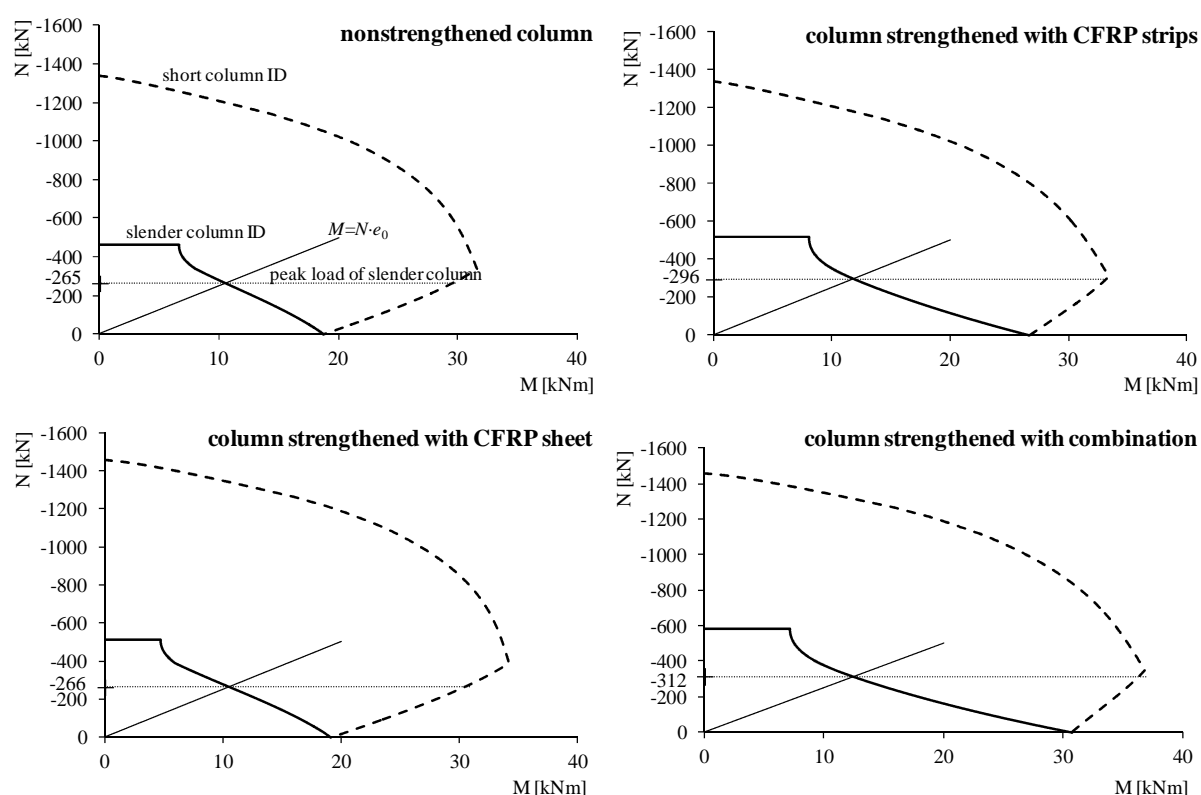 nonstrengthened column
N [kN]
-1600
-1400
-1200
-1000
-800
-600
-400
-265
-200
0
short column ID
slender column ID
M=N·e0
peak load of slender column
0 10 20 30 40
M [kNm]
column strengthened with CFRP strips
N [kN]
-1600
-1400
-1200
-1000
-800
-600
-400
-296
-200
0
0 10 20 30 40
M [kNm]
column strengthened with CFRP sheet
N [kN]
-1600
-1400
-1200
-1000
-800
-600
-400
-266
-200
0
0 10 20 30 40
M [kNm]
column strengthened with combination
N [kN]
-1600
-1400
-1200
-1000
-800
-600
-400
-312
-200
0
0 10 20 30 40
M [kNm]